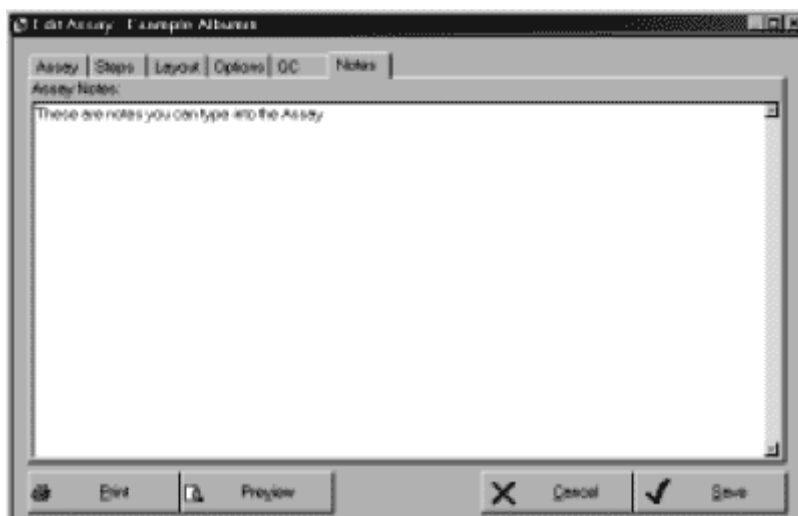 Edit Assay Example Albumin
Assay Steps Layout Options QC Notes
Assay Notes:
These are notes you can type into the Assay
Print Preview Cancel Save